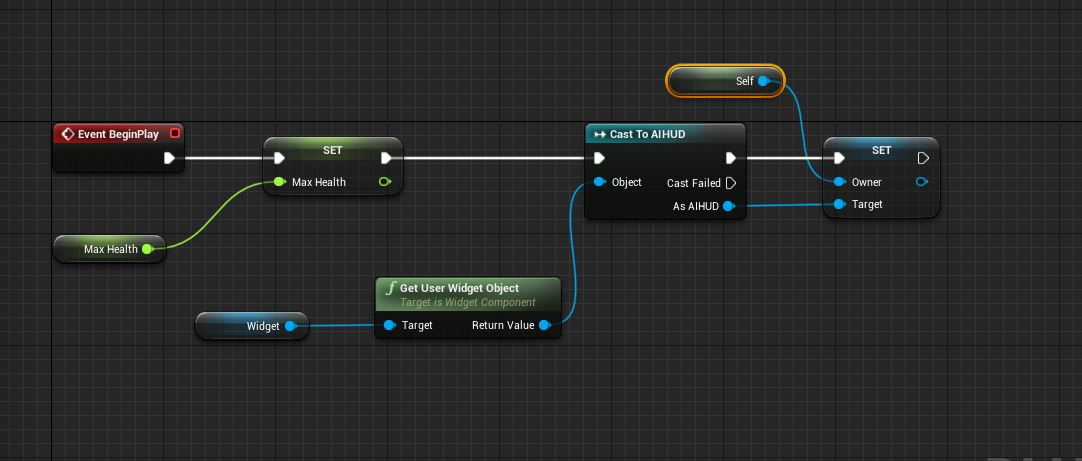 Self
Event BeginPlay
SET
Max Health
Cast To AIHUD
Object
Cast Failed
As AIHUD
SET
Owner
Target
Max Health
Get User Widget Object
Target is Widget Component
Widget
Target
Return Value